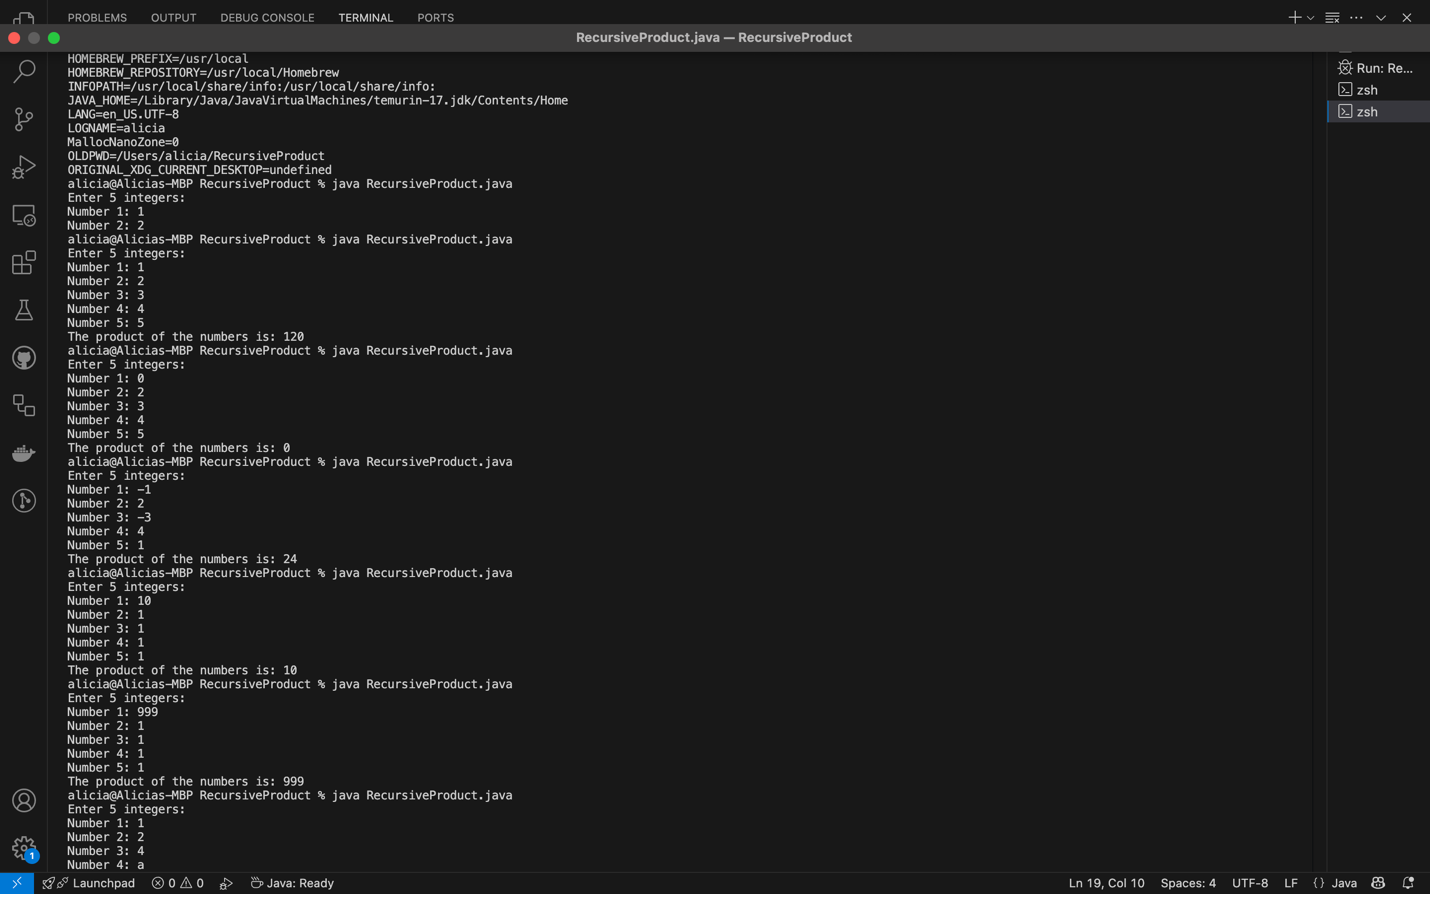 PROBLEMS OUTPUT DEBUG CONSOLE TERMINAL PORTS
RecursiveProduct.java — RecursiveProduct
HOMEBREW_PREFIX=/usr/local
HOMEBREW_REPOSITORY=/usr/local/Homebrew
INFOPATH=/usr/local/share/info:/usr/local/share/info:
JAVA_HOME=/Library/Java/JavaVirtualMachines/temurin-17.jdk/Contents/Home
LANG=en_US.UTF-8
LOGNAME=alicia
MallocNanoZone=0
OLDPWD=/Users/alicia/RecursiveProduct
ORIGINAL_XDG_CURRENT_DESKTOP=undefined
alicia@Alicias-MBP RecursiveProduct % java RecursiveProduct.java
Enter 5 integers:
Number 1: 1
Number 2: 2
alicia@Alicias-MBP RecursiveProduct % java RecursiveProduct.java
Enter 5 integers:
Number 1: 1
Number 2: 2
Number 3: 3
Number 4: 4
Number 5: 5
The product of the numbers is: 120
alicia@Alicias-MBP RecursiveProduct % java RecursiveProduct.java
Enter 5 integers:
Number 1: 0
Number 2: 2
Number 3: 3
Number 4: 4
Number 5: 5
The product of the numbers is: 0
alicia@Alicias-MBP RecursiveProduct % java RecursiveProduct.java
Enter 5 integers:
Number 1: -1
Number 2: 2
Number 3: -3
Number 4: 4
Number 5: 1
The product of the numbers is: 24
alicia@Alicias-MBP RecursiveProduct % java RecursiveProduct.java
Enter 5 integers:
Number 1: 10
Number 2: 1
Number 3: 1
Number 4: 1
Number 5: 1
The product of the numbers is: 10
alicia@Alicias-MBP RecursiveProduct % java RecursiveProduct.java
Enter 5 integers:
Number 1: 999
Number 2: 1
Number 3: 1
Number 4: 1
Number 5: 1
The product of the numbers is: 999
alicia@Alicias-MBP RecursiveProduct % java RecursiveProduct.java
Enter 5 integers:
Number 1: 1
Number 2: 2
Number 3: 4
Number 4: a
Run: Re...
zsh
zsh
1
Launchpad 0 0 Java: Ready Ln 19, Col 10 Spaces: 4 UTF-8 LF {} Java